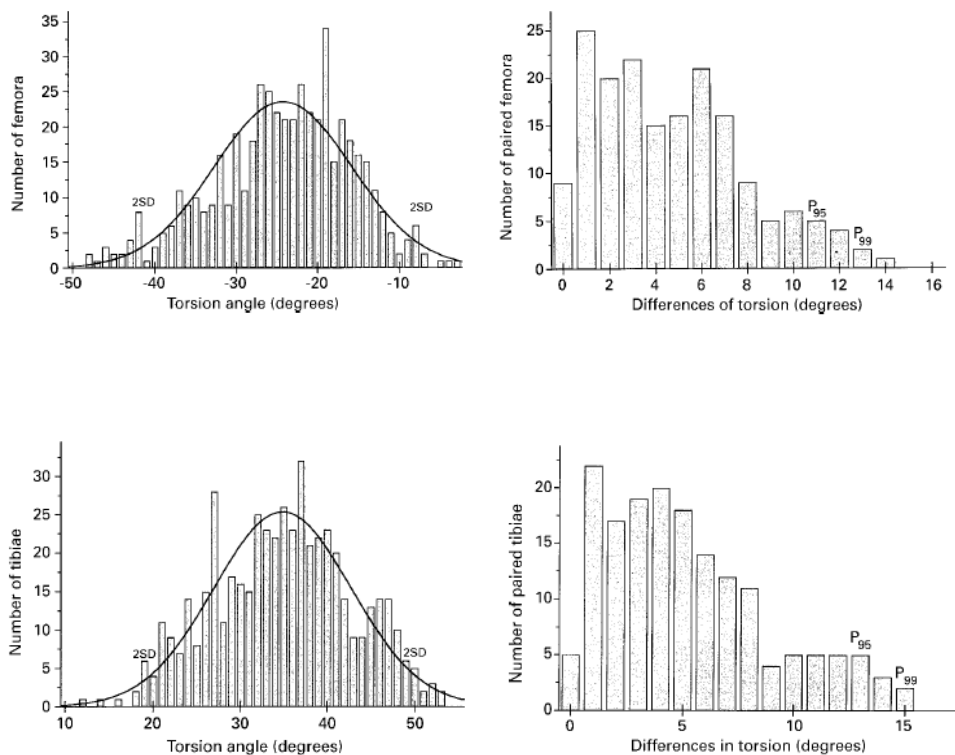 35
30
25
20
15
10
5
0
Number of femora
2SD
2SD
-50 -40 -30 -20 -10
Torsion angle (degrees)
25
20
15
10
5
0
Number of paired femora
P95
P99
0 2 4 6 8 10 12 14 16
Differences of torsion (degrees)
30
25
20
15
10
5
0
Number of tibiae
2SD
2SD
10 20 30 40 50
Torsion angle (degrees)
20
15
10
5
0
Number of paired tibiae
P95
P99
0 5 10 15
Differences in torsion (degrees)